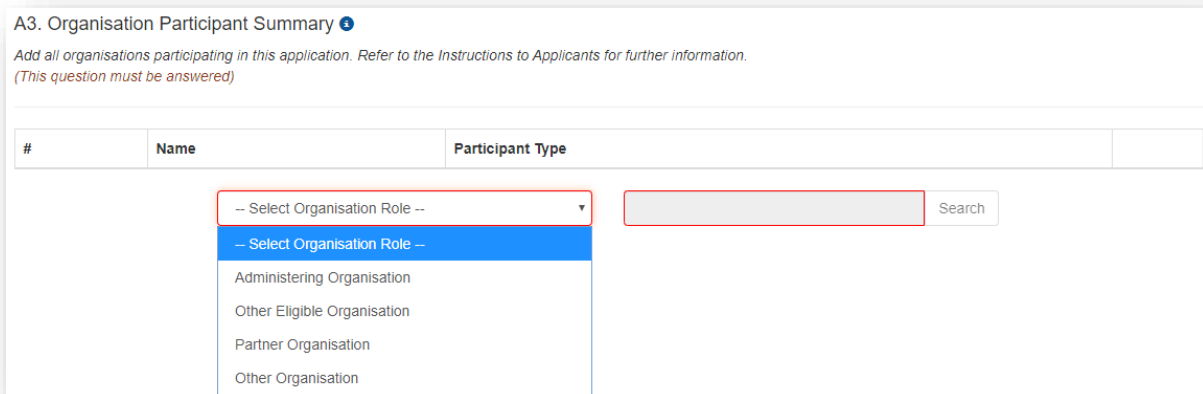 A3. Organisation Participant Summary
Add all organisations participating in this application. Refer to the Instructions to Applicants for further information.
(This question must be answered)
# Name Participant Type
-- Select Organisation Role -- Search
-- Select Organisation Role --
Administering Organisation
Other Eligible Organisation
Partner Organisation
Other Organisation